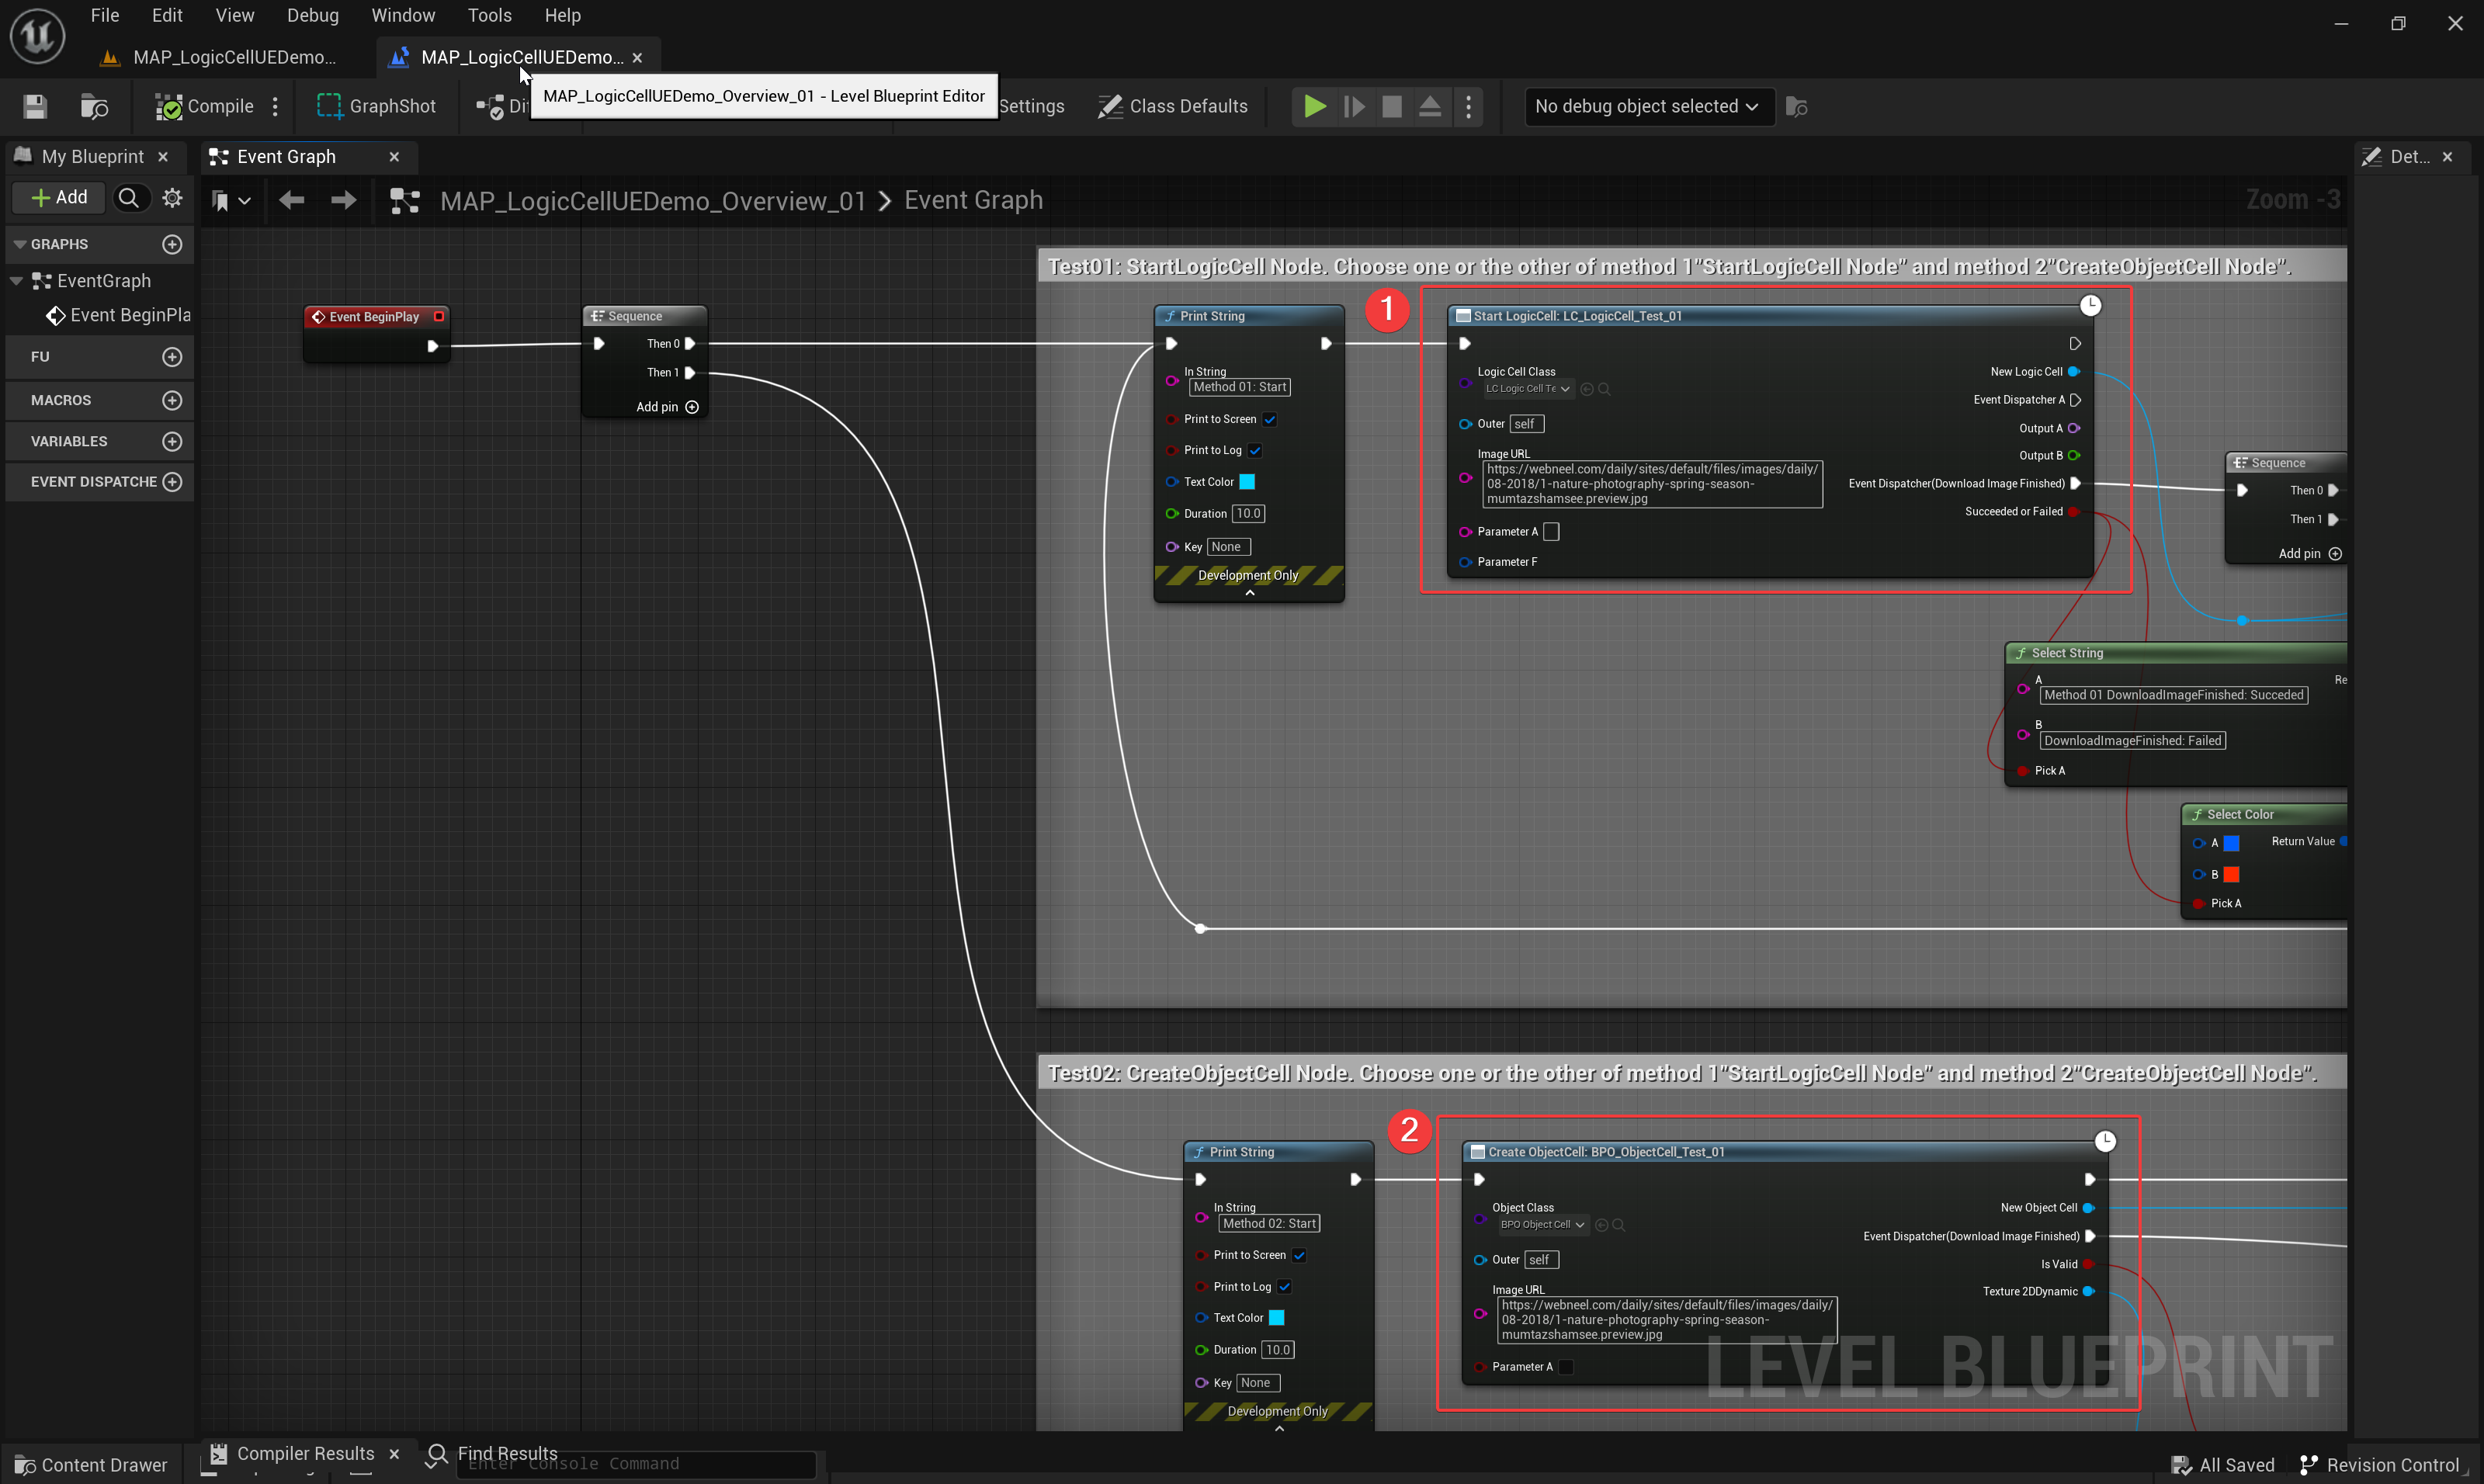 File Edit View Debug Window Tools Help
MAP_LogicCellUEDemo... MAP_LogicCellUEDemo...
MAP_LogicCellUEDemo_Overview_01 - Level Blueprint Editor
Compile GraphShot Settings Class Defaults No debug object selected
My Blueprint Event Graph Det...
Add MAP_LogicCellUEDemo_Overview_01 > Event Graph Zoom -3
GRAPHS
EventGraph
Event BeginPla
FU
MACROS
VARIABLES
EVENT DISPATCHE
Event BeginPlay
Sequence
Then 0
Then 1
Add pin
Test01: StartLogicCell Node. Choose one or the other of method 1"StartLogicCell Node" and method 2"CreateObjectCell Node".
Print String
In String
Method 01: Start
Print to Screen
Print to Log
Text Color
Duration 10.0
Key None
Development Only
1
Start LogicCell: LC_LogicCell_Test_01
Logic Cell Class
LC Logic Cell Te
Outer self
Image URL
https://webneel.com/daily/sites/default/files/images/daily/
08-2018/1-nature-photography-spring-season-
mumtazshamsee.preview.jpg
Parameter A
Parameter F
New Logic Cell
Event Dispatcher A
Output A
Output B
Event Dispatcher(Download Image Finished)
Succeeded or Failed
Sequence
Then 0
Then 1
Add pin
Select String
A
Re
Method 01 DownloadImageFinished: Succeded
B
DownloadImageFinished: Failed
Pick A
Select Color
A Return Value
B
Pick A
Test02: CreateObjectCell Node. Choose one or the other of method 1"StartLogicCell Node" and method 2"CreateObjectCell Node".
Print String
In String
Method 02: Start
Print to Screen
Print to Log
Text Color
Duration 10.0
Key None
Development Only
2
Create ObjectCell: BPO_ObjectCell_Test_01
Object Class
BPO Object Cell
Outer self
Image URL
https://webneel.com/daily/sites/default/files/images/daily/
08-2018/1-nature-photography-spring-season-
mumtazshamsee.preview.jpg
Parameter A
New Object Cell
Event Dispatcher(Download Image Finished)
Is Valid
Texture 2DDynamic
LEVEL BLUEPRINT
Compiler Results Find Results
Content Drawer Enter Console Command All Saved Revision Control